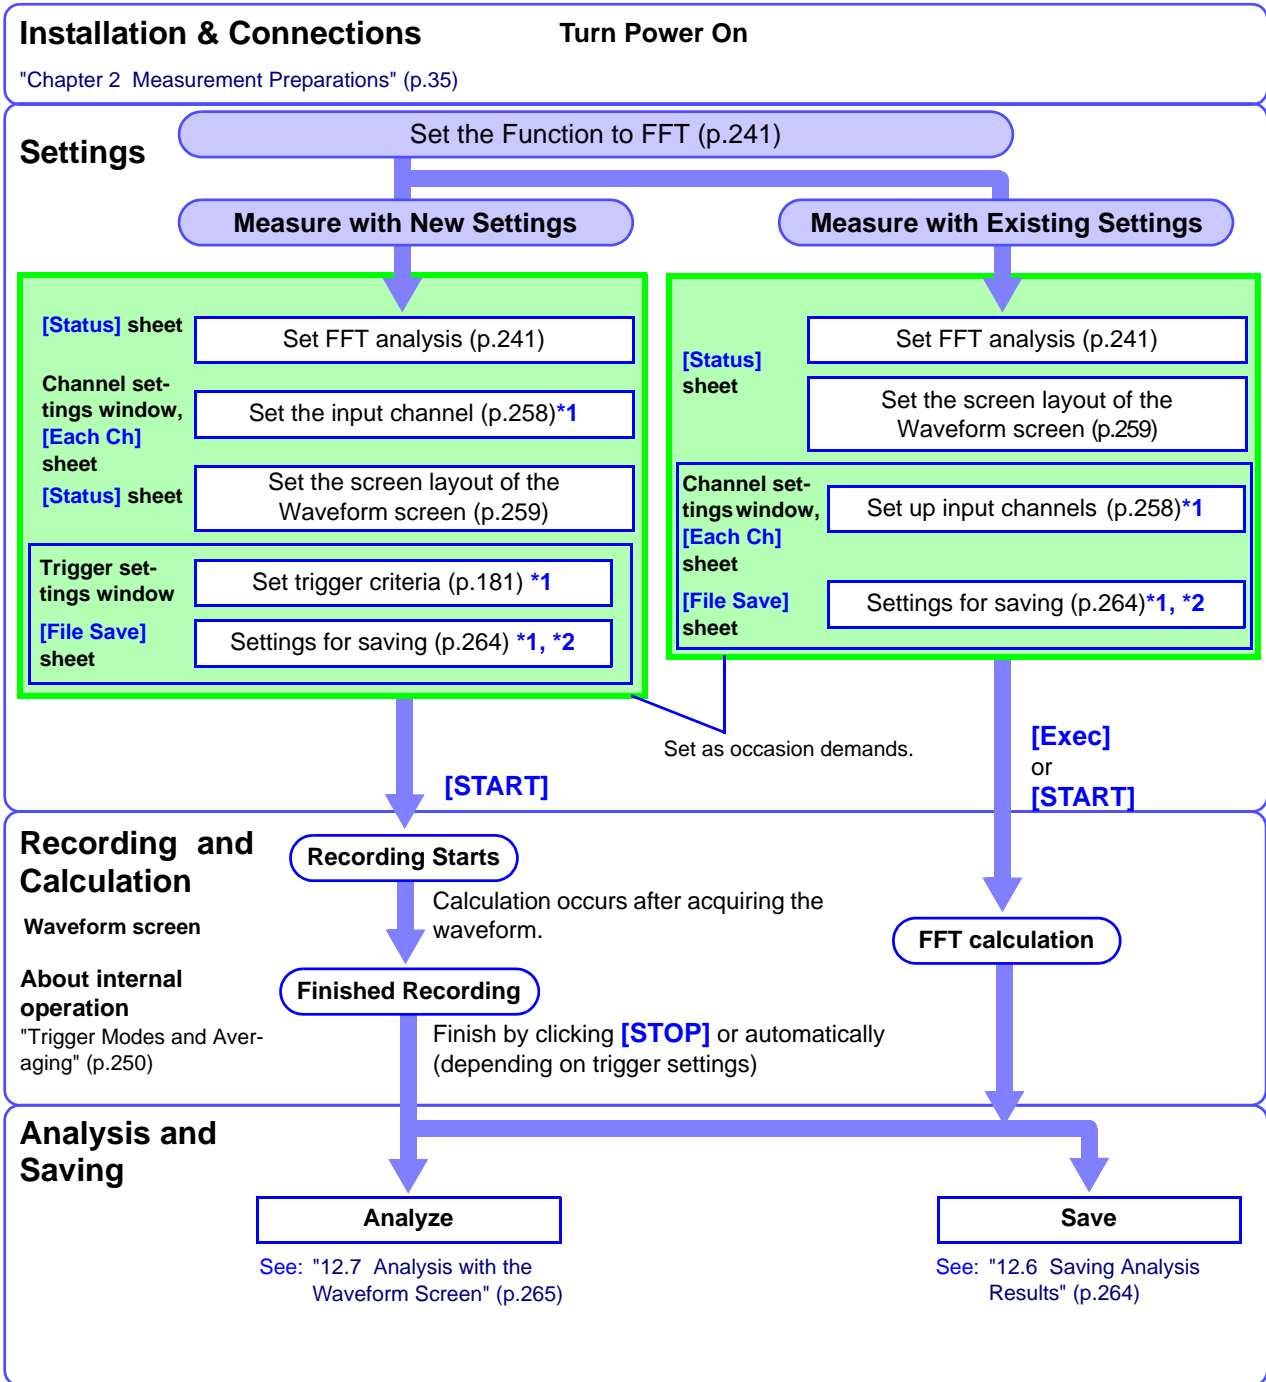 Installation & Connections
Turn Power On
"Chapter 2 Measurement Preparations" (p.35)
Settings
Set the Function to FFT (p.241)
Measure with New Settings
Measure with Existing Settings
[Status] sheet
Set FFT analysis (p.241)
Channel set-
tings window,
[Each Ch]
sheet
Set the input channel (p.258)*1
[Status] sheet
Set the screen layout of the
Waveform screen (p.259)
Trigger set-
tings window
Set trigger criteria (p.181) *1
[File Save]
sheet
Settings for saving (p.264) *1, *2
[Status]
sheet
Set FFT analysis (p.241)
Set the screen layout of the
Waveform screen (p.259)
Channel set-
tings window,
[Each Ch]
sheet
Set up input channels (p.258)*1
[File Save]
sheet
Settings for saving (p.264)*1, *2
Set as occasion demands.
[START]
[Exec]
or
[START]
Recording and
Calculation
Waveform screen
About internal
operation
"Trigger Modes and Aver-
aging" (p.250)
Recording Starts
Calculation occurs after acquiring the
waveform.
Finished Recording
Finish by clicking [STOP] or automatically
(depending on trigger settings)
FFT calculation
Analysis and
Saving
Analyze
See: "12.7 Analysis with the
Waveform Screen" (p.265)
Save
See: "12.6 Saving Analysis
Results" (p.264)